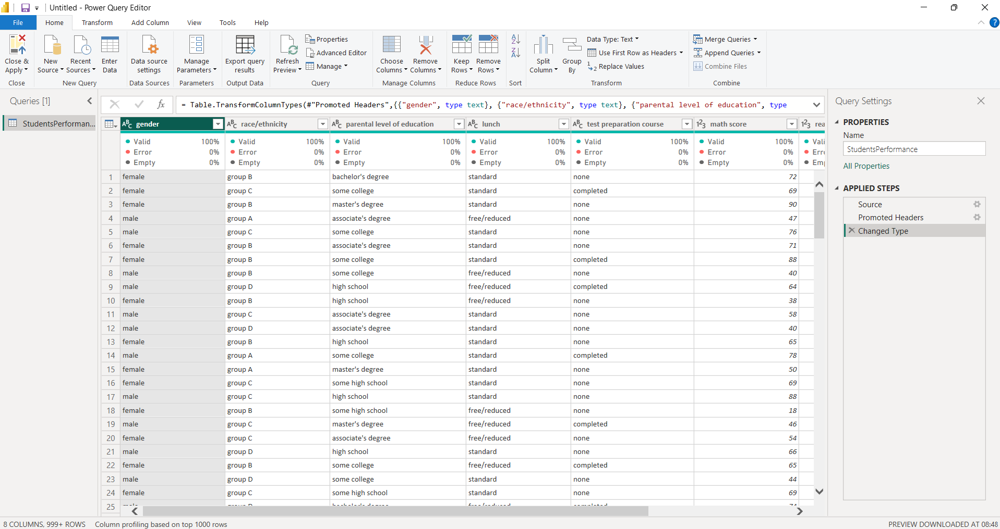 Untitled - Power Query Editor
File Home Transform Add Column View Tools Help
Close & Apply
Close
New Source
Recent Sources
Enter Data
New Query
Data source settings
Data Sources
Manage Parameters
Parameters
Export query results
Output Data
Refresh Preview
Properties
Advanced Editor
Manage
Query
Choose Columns
Remove Columns
Manage Columns
Keep Rows
Remove Rows
Reduce Rows
Sort
Split Column
Group By
Data Type: Text
Use First Row as Headers
Replace Values
Transform
Merge Queries
Append Queries
Combine Files
Combine
Queries [1]
StudentsPerforman...
fx = Table.TransformColumnTypes(#"Promoted Headers",{{"gender", type text}, {"race/ethnicity", type text}, {"parental level of education", type
gender race/ethnicity parental level of education lunch test preparation course math score rea
Valid 100% Valid 100% Valid 100% Valid 100% Valid 100% Valid 100% Vali
Error 0% Error 0% Error 0% Error 0% Error 0% Error 0% Erro
Empty 0% Empty 0% Empty 0% Empty 0% Empty 0% Empty 0% Emp
1 female group B bachelor's degree standard none 72
2 female group C some college standard completed 69
3 female group B master's degree standard none 90
4 male group A associate's degree free/reduced none 47
5 male group C some college standard none 76
6 female group B associate's degree standard none 71
7 female group B some college standard completed 88
8 male group B some college free/reduced none 40
9 male group D high school free/reduced completed 64
10 female group B high school free/reduced none 38
11 male group C associate's degree standard none 58
12 male group D associate's degree standard none 40
13 female group B high school standard none 65
14 male group A some college standard completed 78
15 female group A master's degree standard none 50
16 female group C some high school standard none 69
17 male group C high school standard none 88
18 female group B some high school free/reduced none 18
19 male group C master's degree free/reduced completed 46
20 female group C associate's degree free/reduced none 54
21 male group D high school standard none 66
22 female group B some college free/reduced completed 65
23 male group D some college standard none 44
24 female group C some high school standard none 69
25
Query Settings
PROPERTIES
Name
StudentsPerformance
All Properties
APPLIED STEPS
Source
Promoted Headers
Changed Type
8 COLUMNS, 999+ ROWS Column profiling based on top 1000 rows
PREVIEW DOWNLOADED AT 08:48